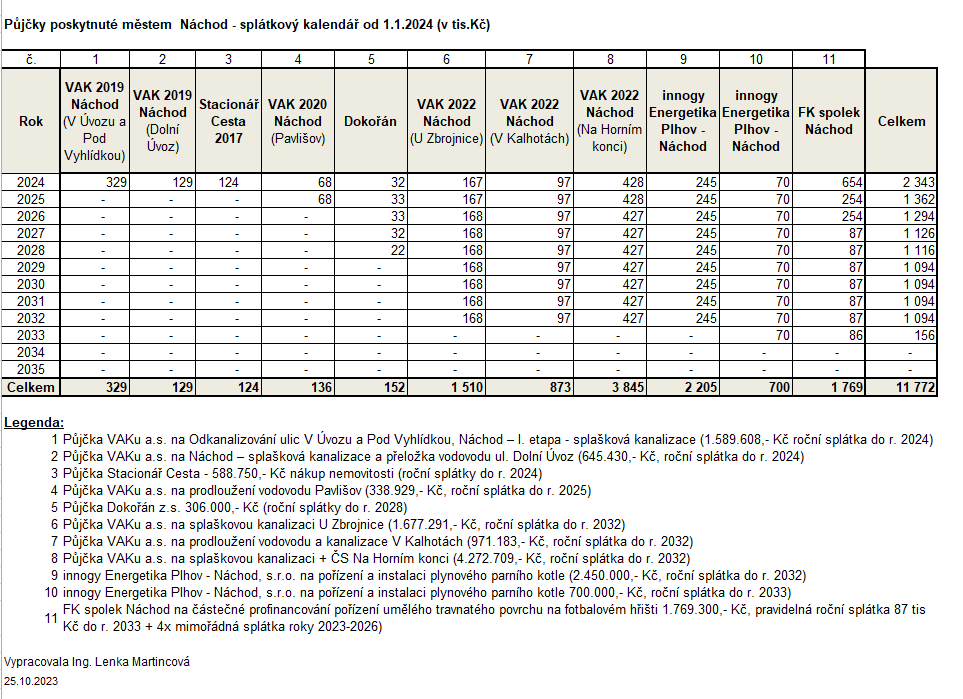 Půjčky poskytnuté městem Náchod - splátkový kalendář od 1.1.2024 (v tis.Kč)
č. 1 2 3 4 5 6 7 8 9 10 11
Rok VAK 2019 Náchod (V Úvozu a Pod Vyhlídkou) VAK 2019 Náchod (Dolní Úvoz) Stacionář Cesta 2017 VAK 2020 Náchod (Pavlišov) Dokořán VAK 2022 Náchod (U Zbrojnice) VAK 2022 Náchod (V Kalhotách) VAK 2022 Náchod (Na Horním konci) innogy Energetika Plhov - Náchod innogy Energetika Plhov - Náchod FK spolek Náchod Celkem
2024 329 129 124 68 32 167 97 428 245 70 654 2 343
2025 - - - 68 33 167 97 428 245 70 254 1 362
2026 - - - - 33 168 97 427 245 70 254 1 294
2027 - - - - 32 168 97 427 245 70 87 1 126
2028 - - - - 22 168 97 427 245 70 87 1 116
2029 - - - - - 168 97 427 245 70 87 1 094
2030 - - - - - 168 97 427 245 70 87 1 094
2031 - - - - - 168 97 427 245 70 87 1 094
2032 - - - - - 168 97 427 245 70 87 1 094
2033 - - - - - - - - - 70 86 156
2034 - - - - - - - - - - - -
2035 - - - - - - - - - - - -
Celkem 329 129 124 136 152 1 510 873 3 845 2 205 700 1 769 11 772
Legenda:
1 Půjčka VAKu a.s. na Odkanalizování ulic V Úvozu a Pod Vyhlídkou, Náchod – I. etapa - splašková kanalizace (1.589.608,- Kč roční splátka do r. 2024)
2 Půjčka VAKu a.s. na Náchod – splašková kanalizace a přeložka vodovodu ul. Dolní Úvoz (645.430,- Kč, roční splátka do r. 2024)
3 Půjčka Stacionář Cesta - 588.750,- Kč nákup nemovitosti (roční splátky do r. 2024)
4 Půjčka VAKu a.s. na prodloužení vodovodu Pavlišov (338.929,- Kč, roční splátka do r. 2025)
5 Půjčka Dokořán z.s. 306.000,- Kč (roční splátky do r. 2028)
6 Půjčka VAKu a.s. na splaškovou kanalizaci U Zbrojnice (1.677.291,- Kč, roční splátka do r. 2032)
7 Půjčka VAKu a.s. na prodloužení vodovodu a kanalizace V Kalhotách (971.183,- Kč, roční splátka do r. 2032)
8 Půjčka VAKu a.s. na splaškovou kanalizaci + ČS Na Horním konci (4.272.709,- Kč, roční splátka do r. 2032)
9 innogy Energetika Plhov - Náchod, s.r.o. na pořízení a instalaci plynového parního kotle (2.450.000,- Kč, roční splátka do r. 2032)
10 innogy Energetika Plhov - Náchod, s.r.o. na pořízení a instalaci plynového parního kotle 700.000,- Kč, roční splátka do r. 2033)
11 FK spolek Náchod na částečné profinancování pořízení umělého travnatého povrchu na fotbalovém hřišti 1.769.300,- Kč, pravidelná roční splátka 87 tis
Kč do r. 2033 + 4x mimořádná splátka roky 2023-2026)
Vypracovala Ing. Lenka Martincová
25.10.2023